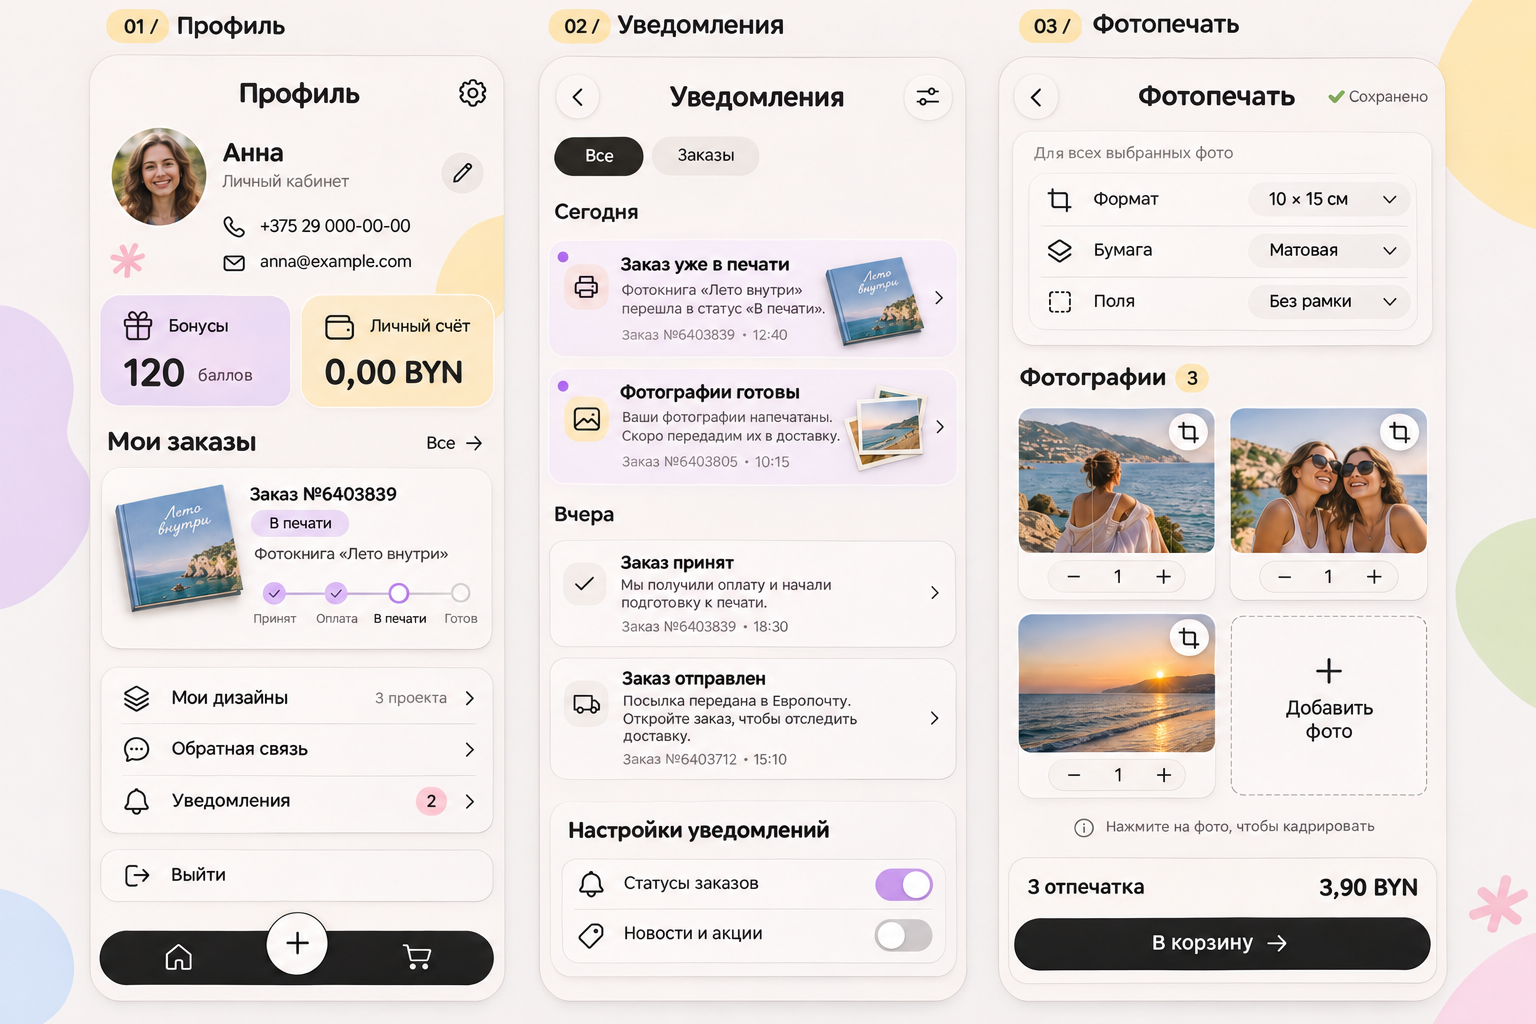 01 / Профиль
Профиль
Анна
Личный кабинет
+375 29 000-00-00
anna@example.com
Бонусы
120 баллов
Личный счёт
0,00 BYN
Мои заказы
Все →
Лето
внутри
Заказ №6403839
В печати
Фотокнига «Лето внутри»
Принят Оплата В печати Готов
Мои дизайны 3 проекта
Обратная связь
Уведомления 2
Выйти
02 / Уведомления
Уведомления
Все Заказы
Сегодня
Заказ уже в печати
Фотокнига «Лето внутри»
перешла в статус «В печати».
Заказ №6403839 • 12:40
Лето
внутри
Фотографии готовы
Ваши фотографии напечатаны.
Скоро передадим их в доставку.
Заказ №6403805 • 10:15
Вчера
Заказ принят
Мы получили оплату и начали
подготовку к печати.
Заказ №6403839 • 18:30
Заказ отправлен
Посылка передана в Европочту.
Откройте заказ, чтобы отследить
доставку.
Заказ №6403712 • 15:10
Настройки уведомлений
Статусы заказов
Новости и акции
03 / Фотопечать
Фотопечать
Сохранено
Для всех выбранных фото
Формат 10 × 15 см
Бумага Матовая
Поля Без рамки
Фотографии 3
− 1 +
− 1 +
− 1 +
+
Добавить
фото
Нажмите на фото, чтобы кадрировать
3 отпечатка 3,90 BYN
В корзину →